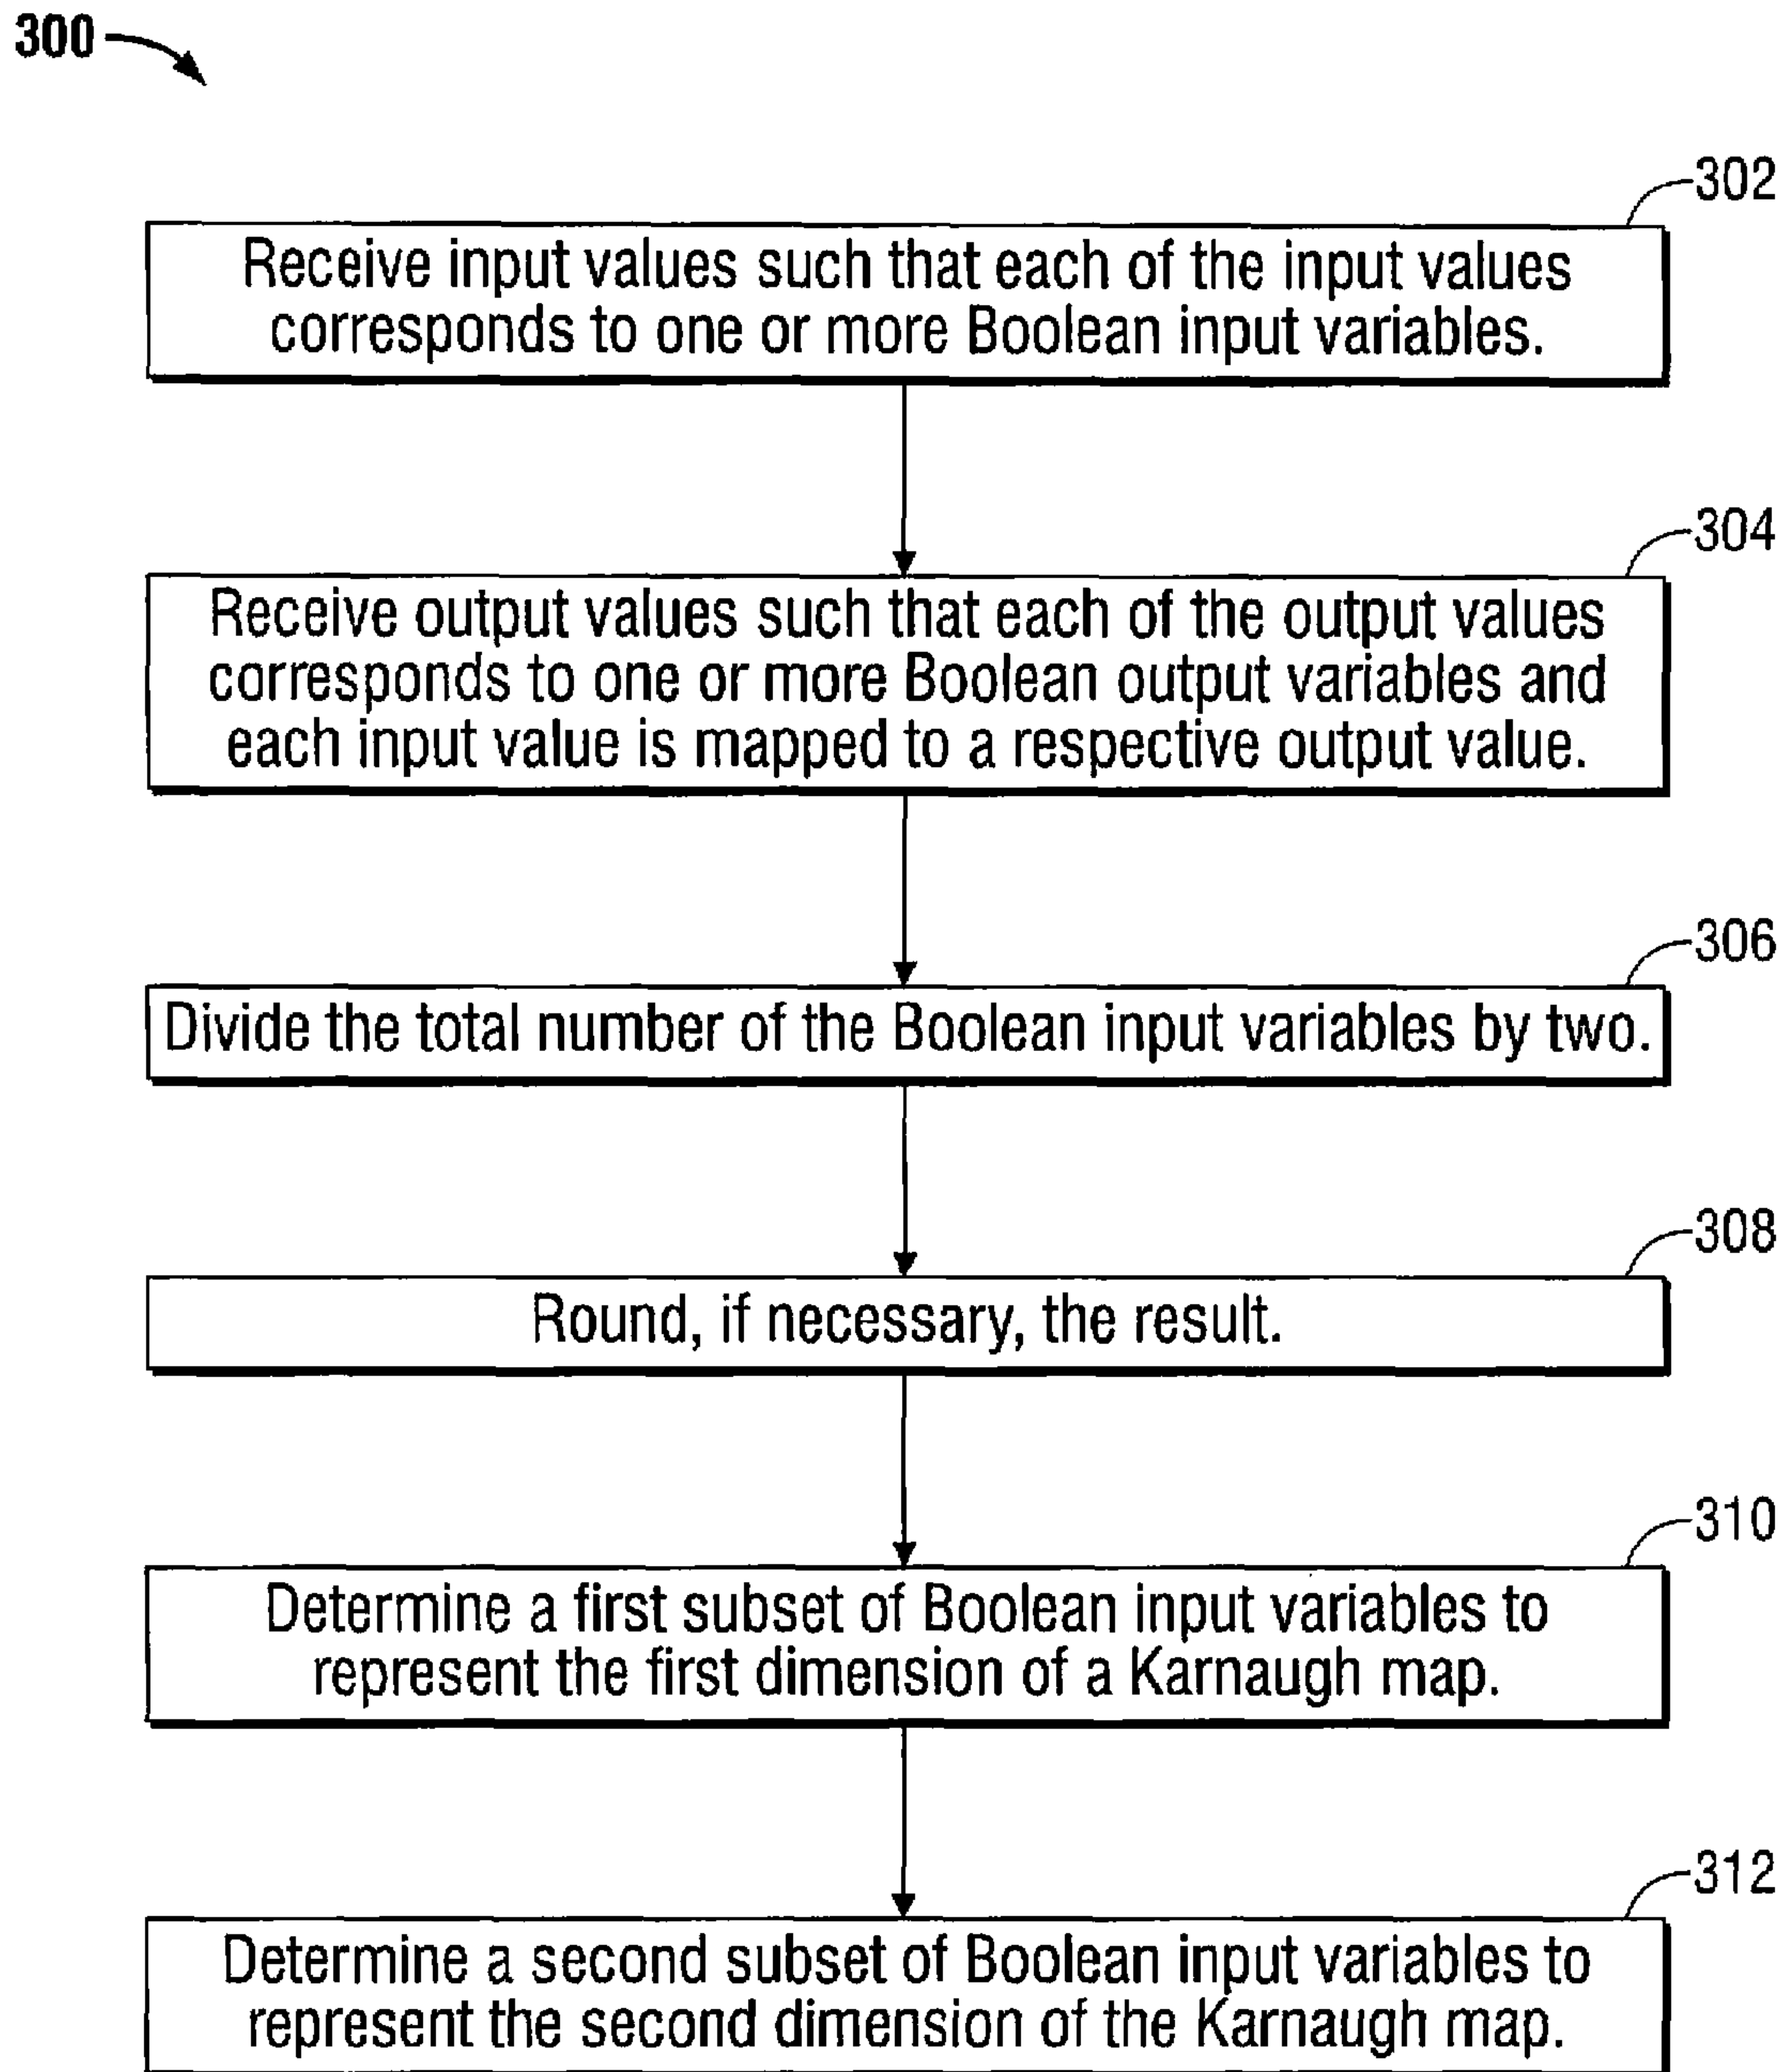 300
302
Receive input values such that each of the input values
corresponds to one or more Boolean input variables.
304
Receive output values such that each of the output values
corresponds to one or more Boolean output variables and
each input value is mapped to a respective output value.
306
Divide the total number of the Boolean input variables by two.
308
Round, if necessary, the result.
310
Determine a first subset of Boolean input variables to
represent the first dimension of a Karnaugh map.
312
Determine a second subset of Boolean input variables to
represent the second dimension of the Karnaugh map.